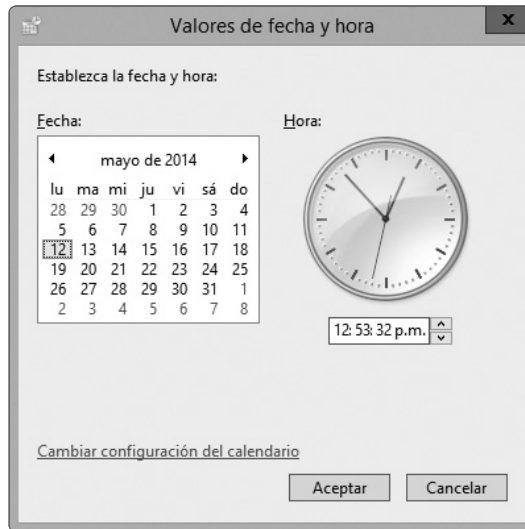 Valores de fecha y hora
x
Establezca la fecha y hora:
Fecha:
Hora:
mayo de 2014
lu ma mi ju vi sá do
28 29 30 1 2 3 4
5 6 7 8 9 10 11
12 13 14 15 16 17 18
19 20 21 22 23 24 25
26 27 28 29 30 31 1
2 3 4 5 6 7 8
12: 53: 32 p.m.
Cambiar configuración del calendario
Aceptar
Cancelar